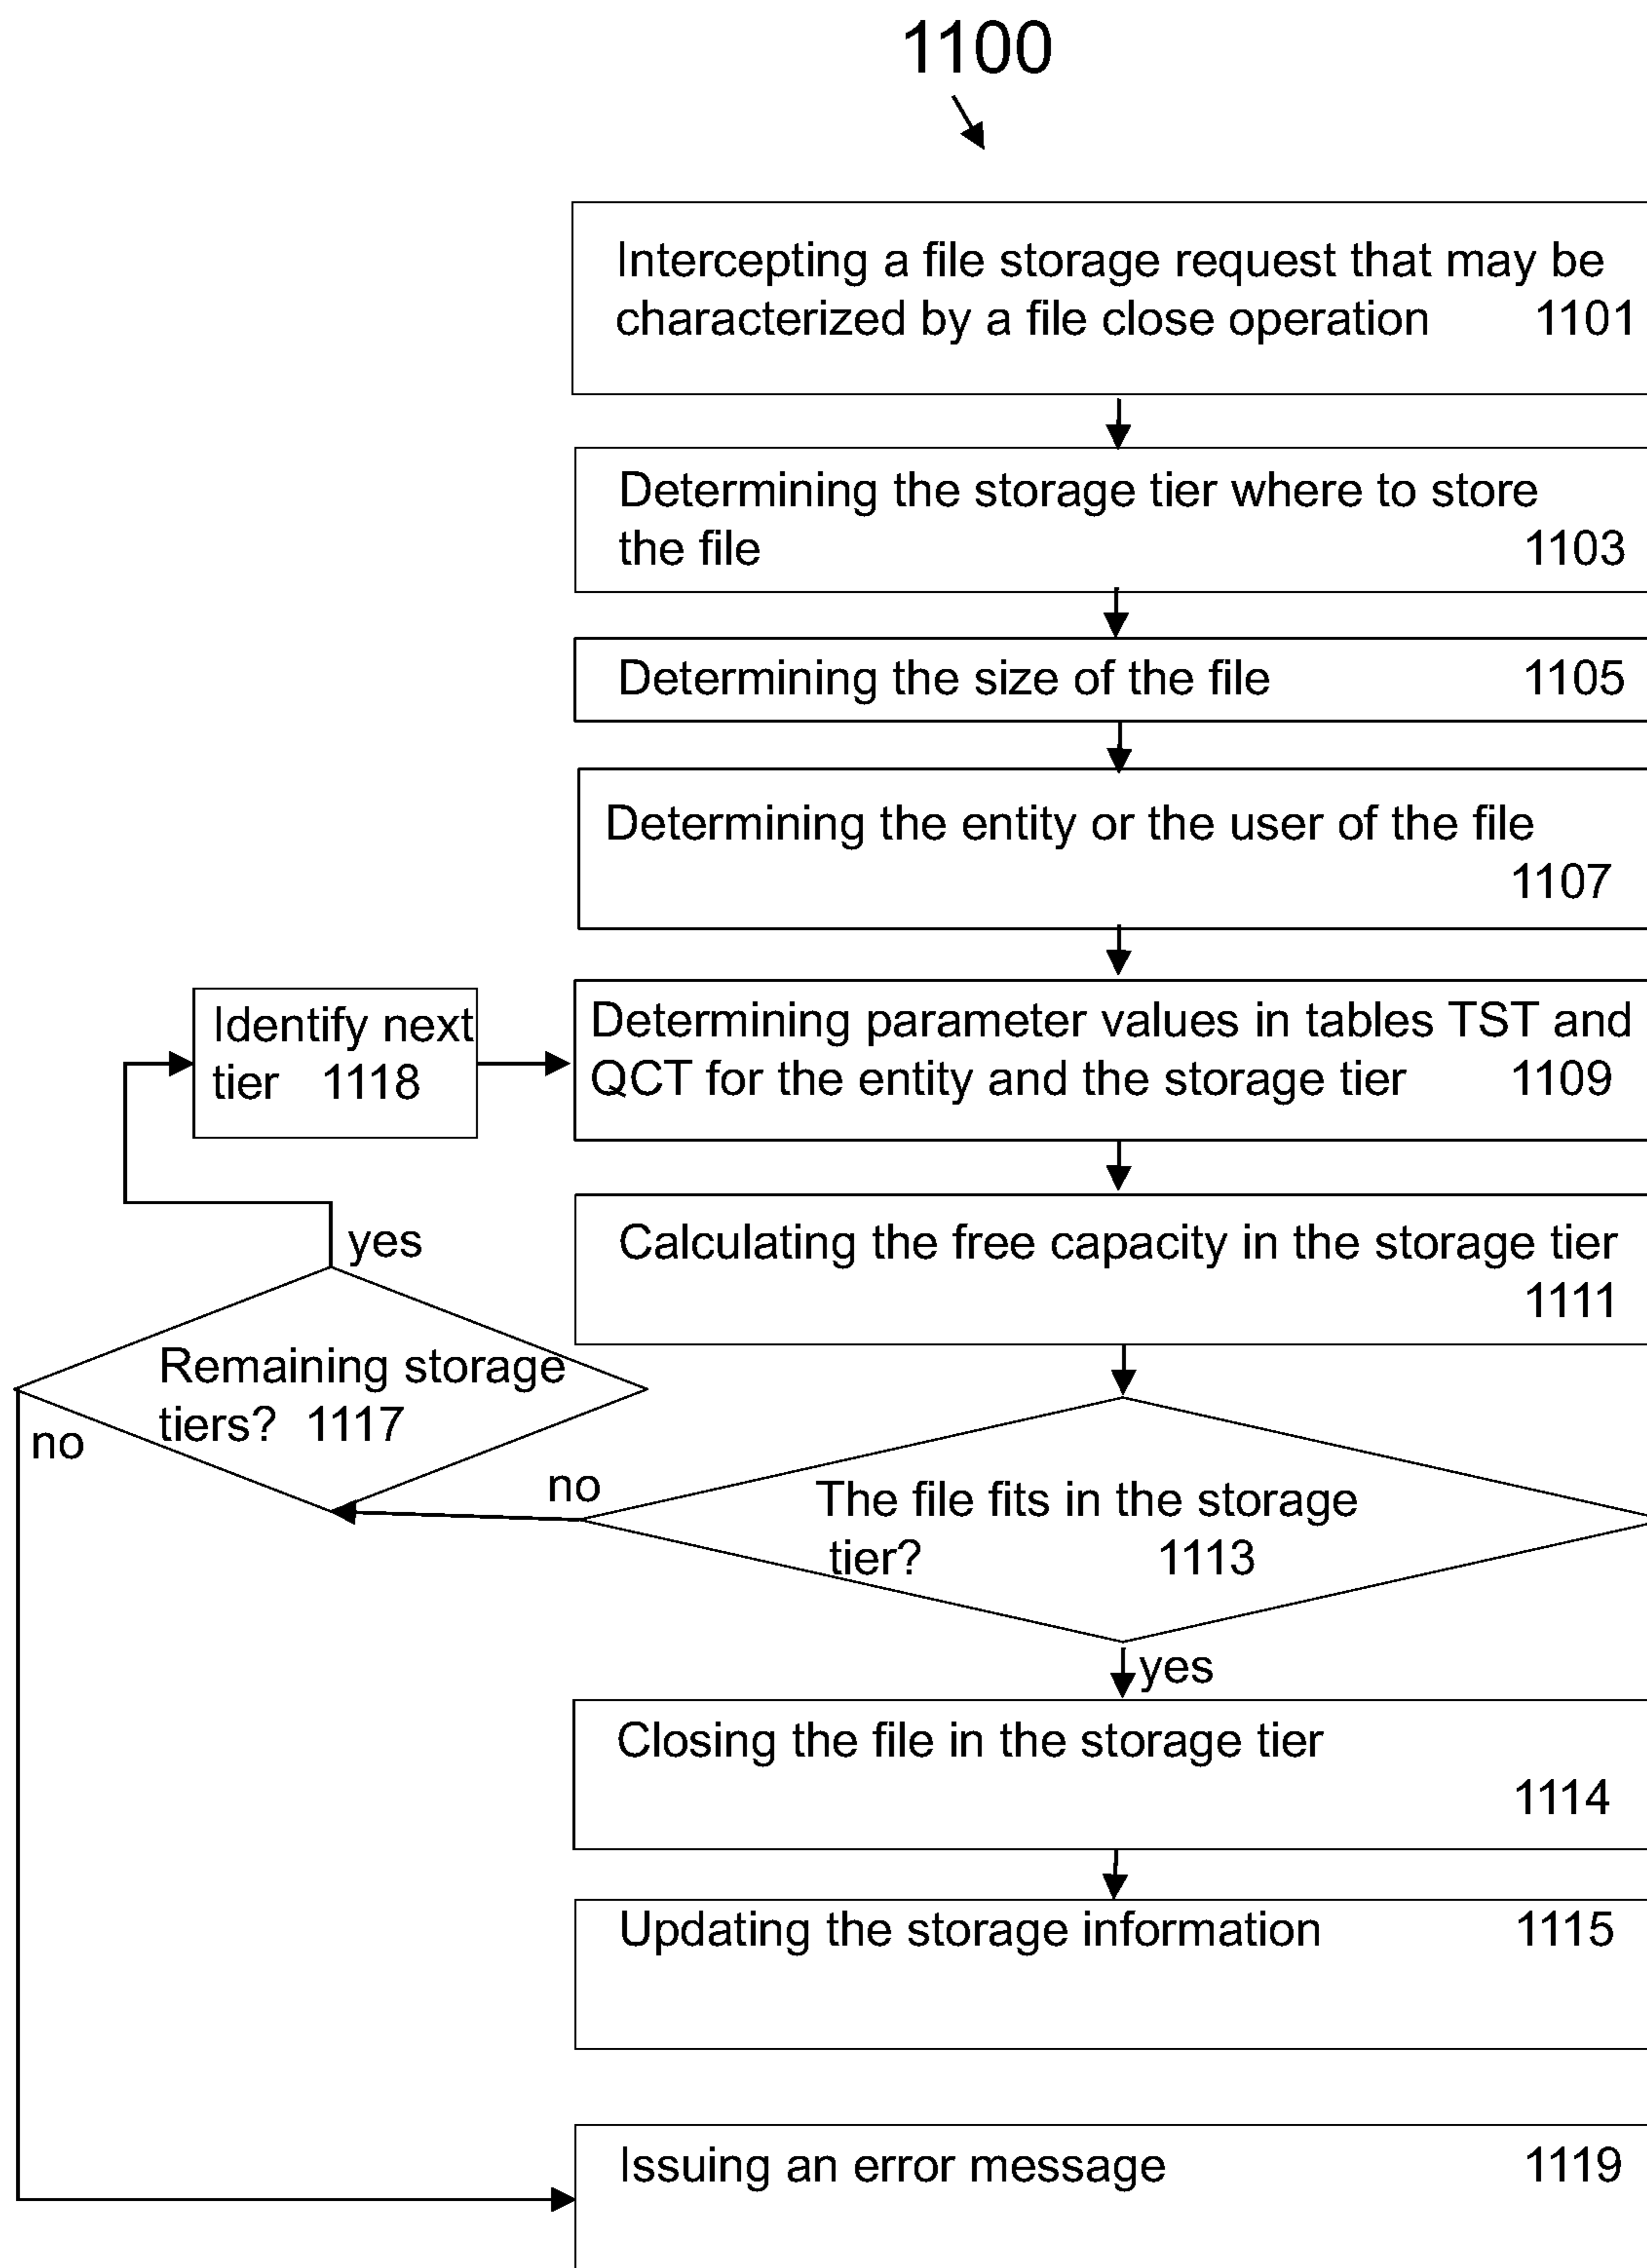 1100
Intercepting a file storage request that may be
characterized by a file close operation 1101
Determining the storage tier where to store
the file 1103
Determining the size of the file 1105
Determining the entity or the user of the file
1107
Identify next
tier 1118
Determining parameter values in tables TST and
QCT for the entity and the storage tier 1109
Calculating the free capacity in the storage tier
1111
yes
Remaining storage
tiers? 1117
no
no
The file fits in the storage
tier? 1113
yes
Closing the file in the storage tier
1114
Updating the storage information 1115
Issuing an error message 1119